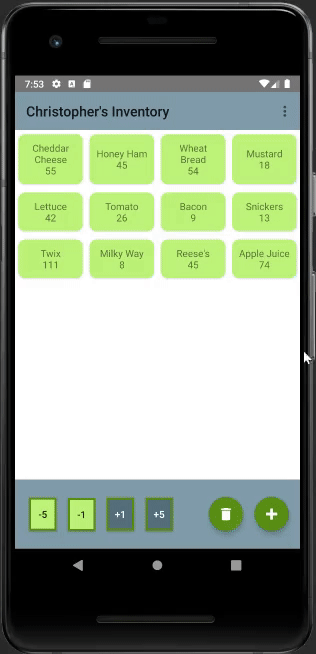 7:53
Christopher's Inventory
Cheddar
Cheese
55
Honey Ham
45
Wheat
Bread
54
Mustard
18
Lettuce
42
Tomato
26
Bacon
9
Snickers
13
Twix
111
Milky Way
8
Reese's
45
Apple Juice
74
-5
-1
+1
+5